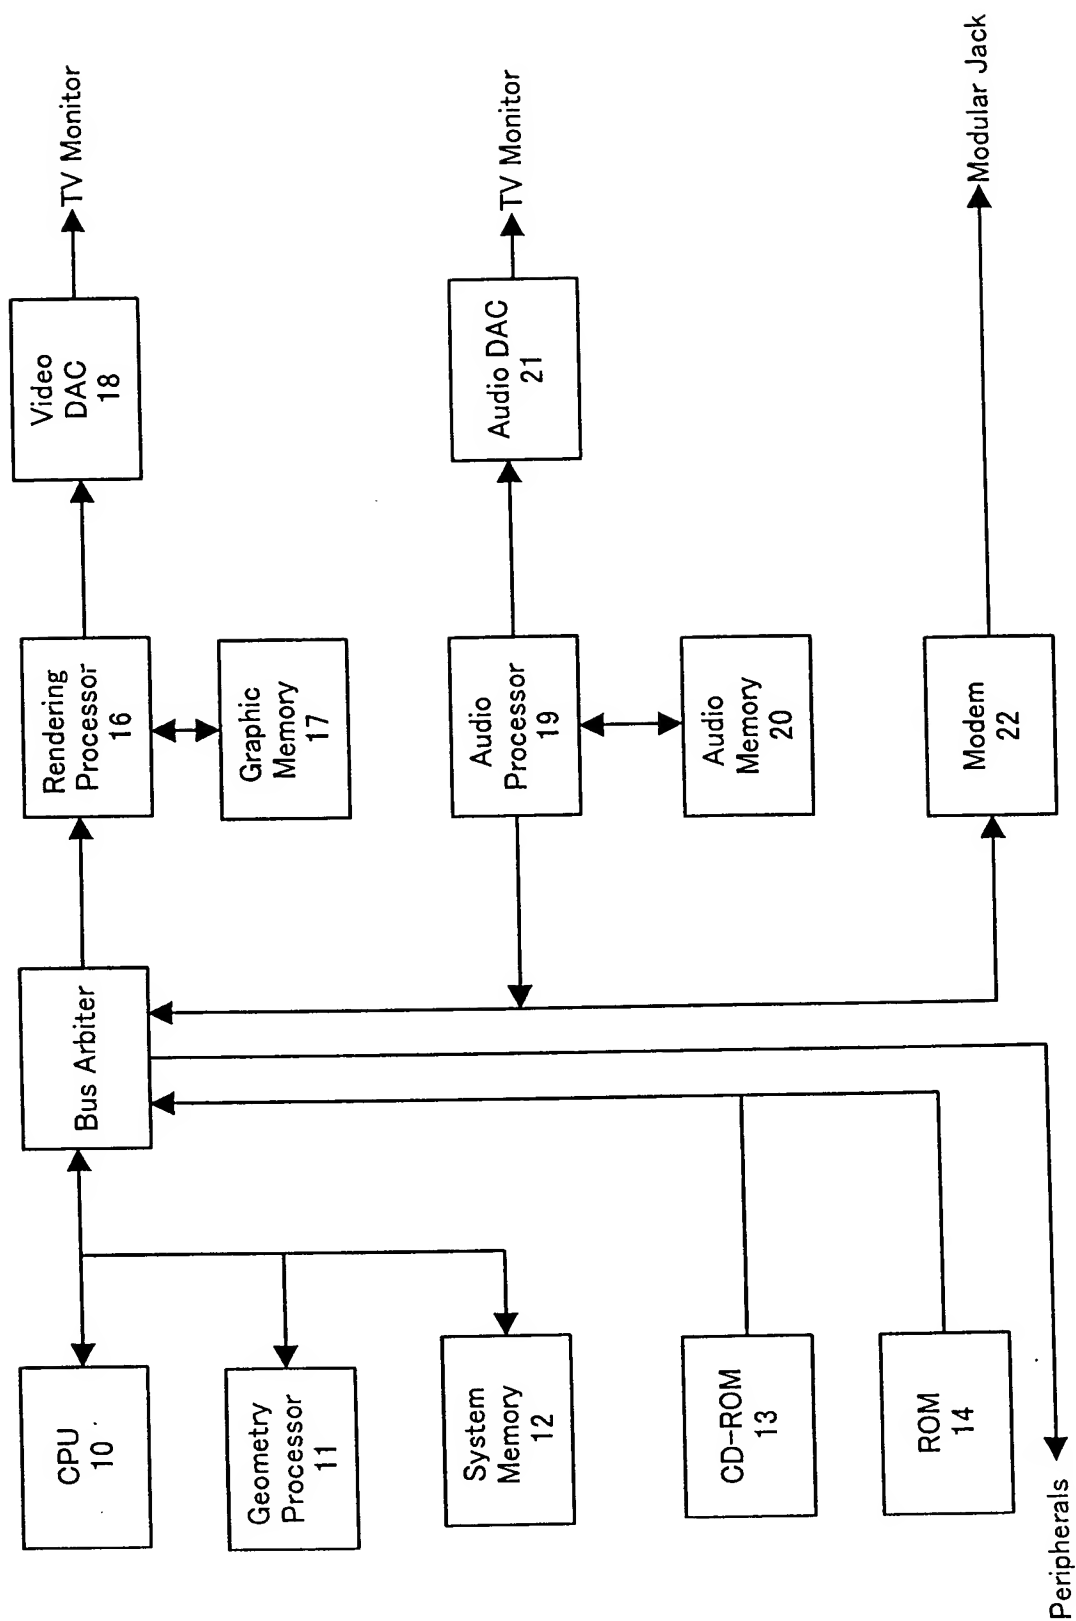 CPU
10
Geometry
Processor
11
System
Memory
12
CD-ROM
13
ROM
14
Peripherals
Bus Arbiter
Rendering
Processor
16
Graphic
Memory
17
Audio
Processor
19
Audio
Memory
20
Modem
22
Video
DAC
18
Audio DAC
21
TV Monitor
TV Monitor
Modular Jack